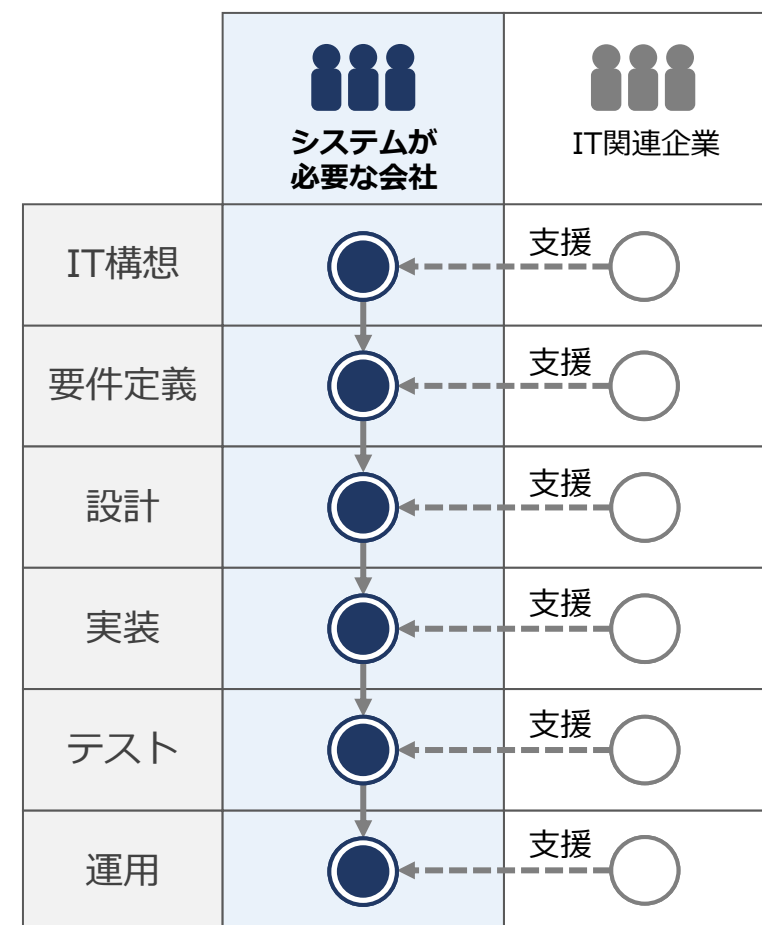 システムが
必要な会社
IT関連企業
IT構想
支援
要件定義
支援
設計
支援
実装
支援
テスト
支援
運用
支援